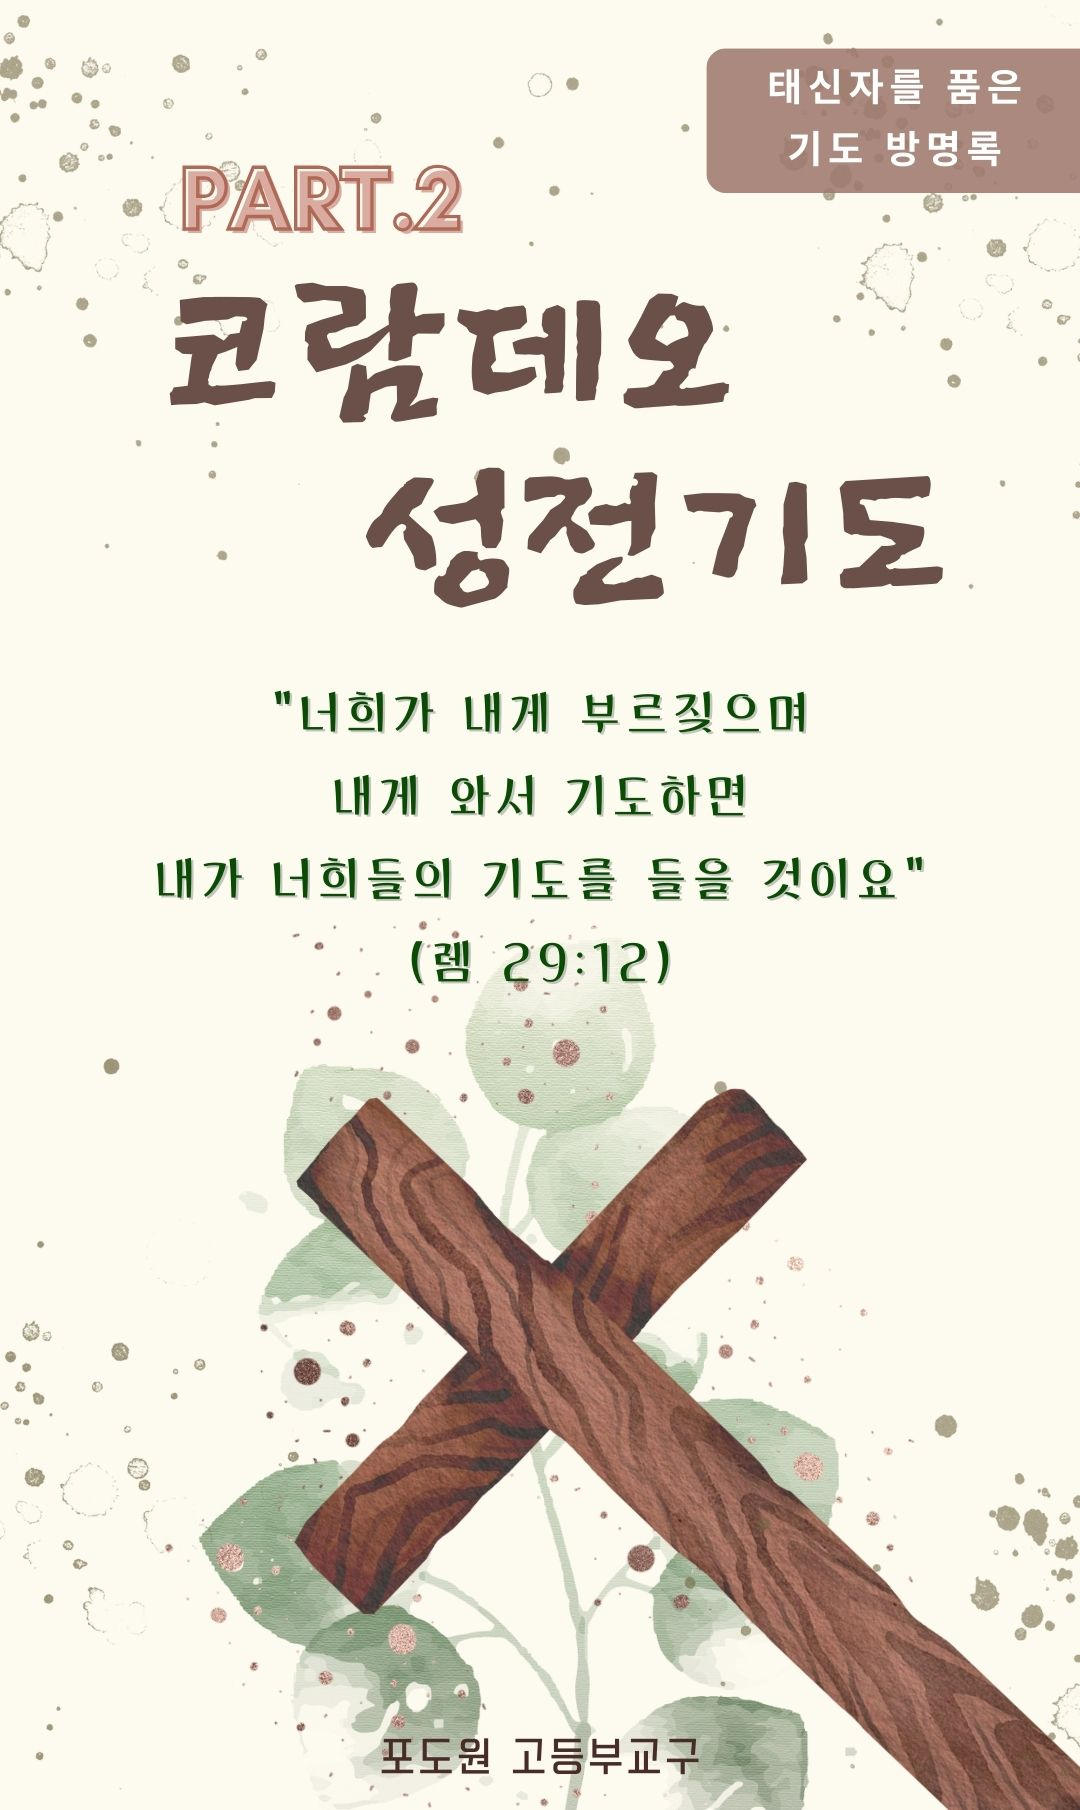 태신자를 품은
기도 방명록
PART.2
코람데오
성전기도
"너희가 내게 부르짖으며
내게 와서 기도하면
내가 너희들의 기도를 들을 것이요"
(렘 29:12)
포도원 고등부교구